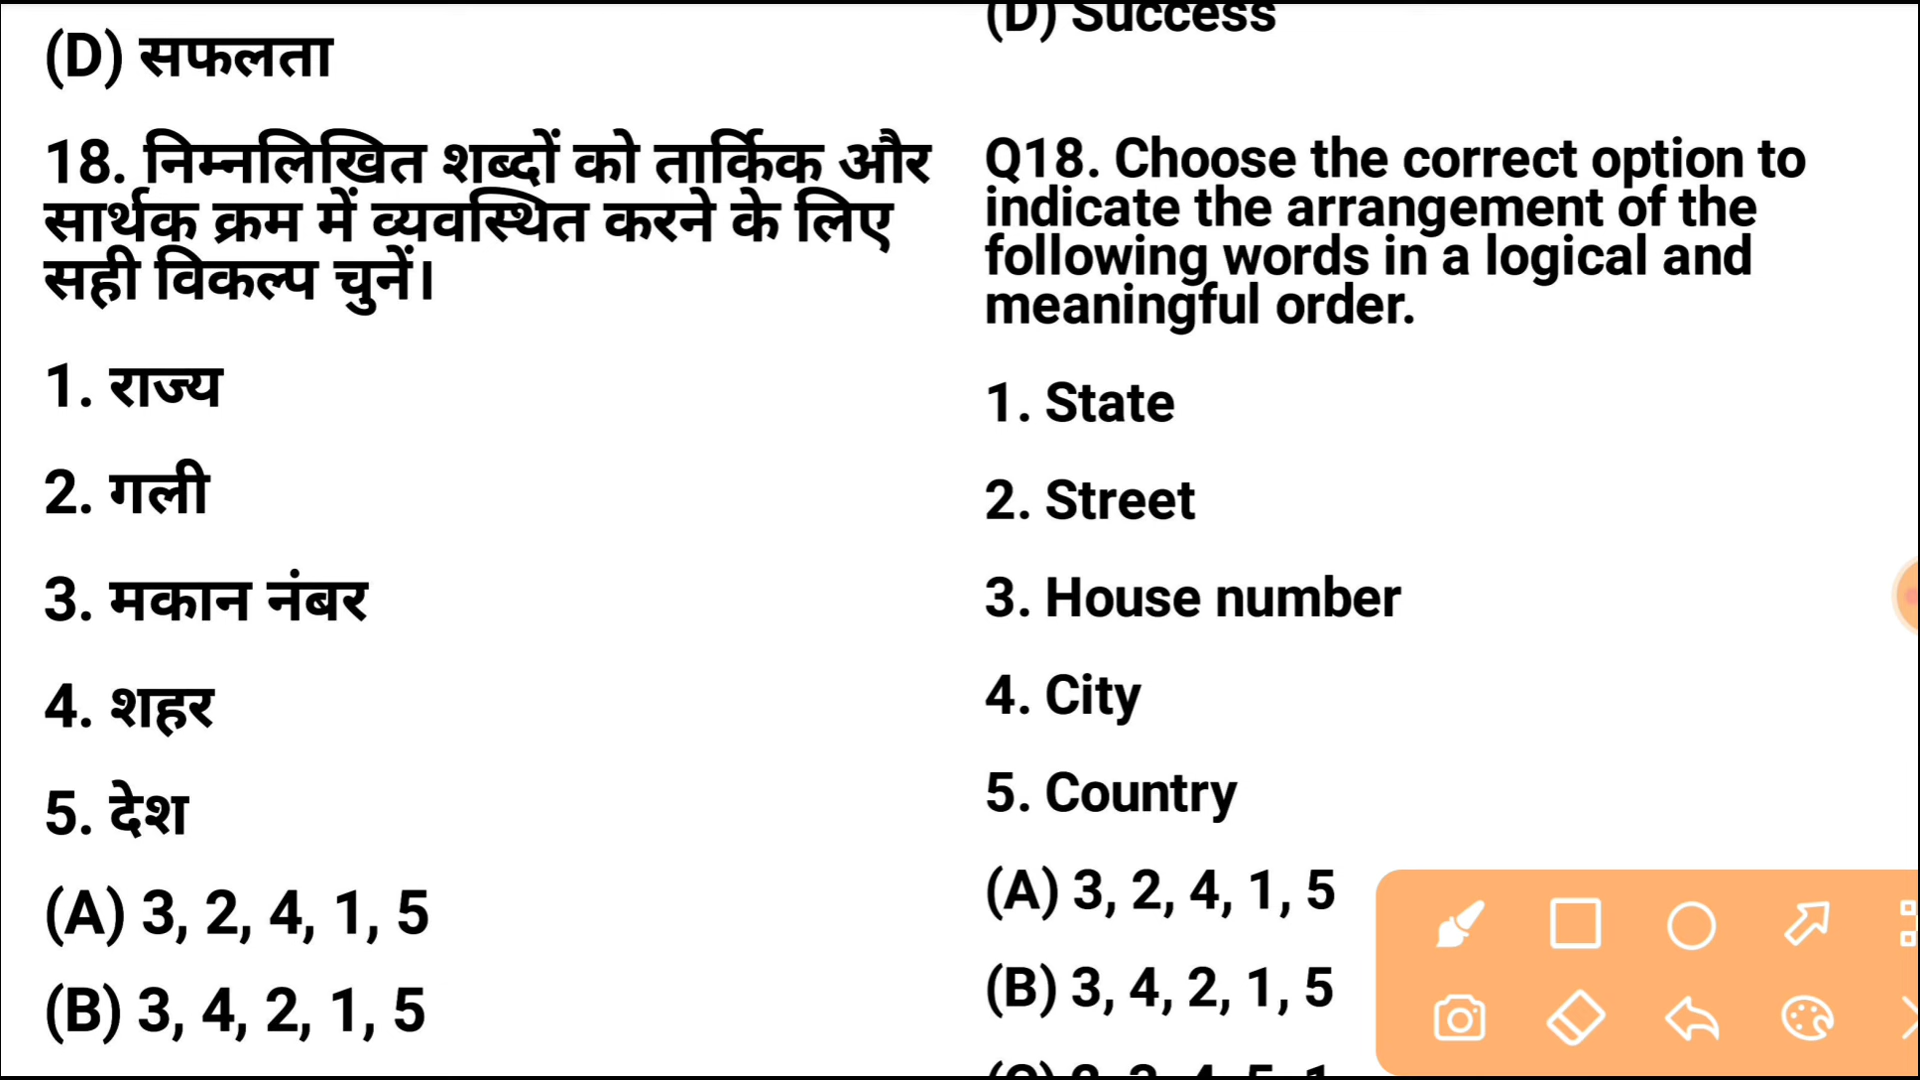 (D) सफलता
18. निम्नलिखित शब्दों को तार्किक और
सार्थक क्रम में व्यवस्थित करने के लिए
सही विकल्प चुनें।
1. राज्य
2. गली
3. मकान नंबर
4. शहर
5. देश
(A) 3, 2, 4, 1, 5
(B) 3, 4, 2, 1, 5
(D) Success
Q18. Choose the correct option to
indicate the arrangement of the
following words in a logical and
meaningful order.
1. State
2. Street
3. House number
4. City
5. Country
(A) 3, 2, 4, 1, 5
(B) 3, 4, 2, 1, 5